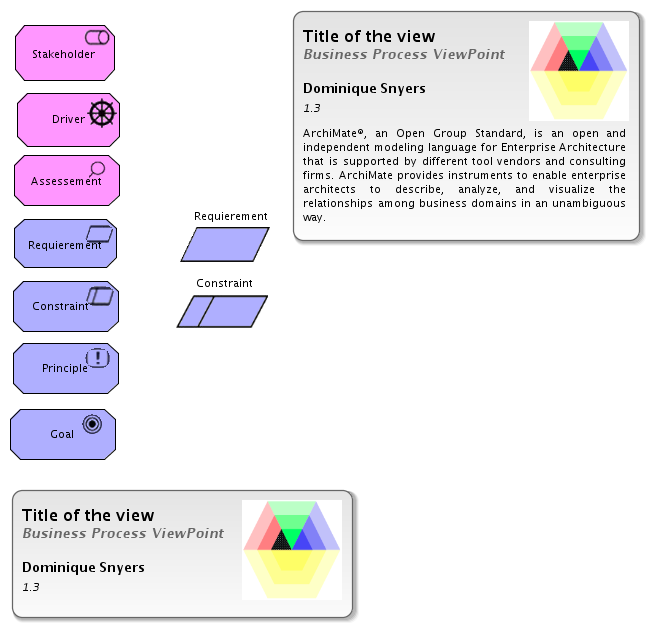 Stakeholder
Driver
Assessement
Requierement
Constraint
Principle
Goal
Requierement
Constraint
Title of the view
Business Process ViewPoint
Dominique Snyers
1.3
ArchiMate®, an Open Group Standard, is an open and
independent modeling language for Enterprise Architecture
that is supported by different tool vendors and consulting
firms. ArchiMate provides instruments to enable enterprise
architects to describe, analyze, and visualize the
relationships among business domains in an unambiguous
way.
Title of the view
Business Process ViewPoint
Dominique Snyers
1.3